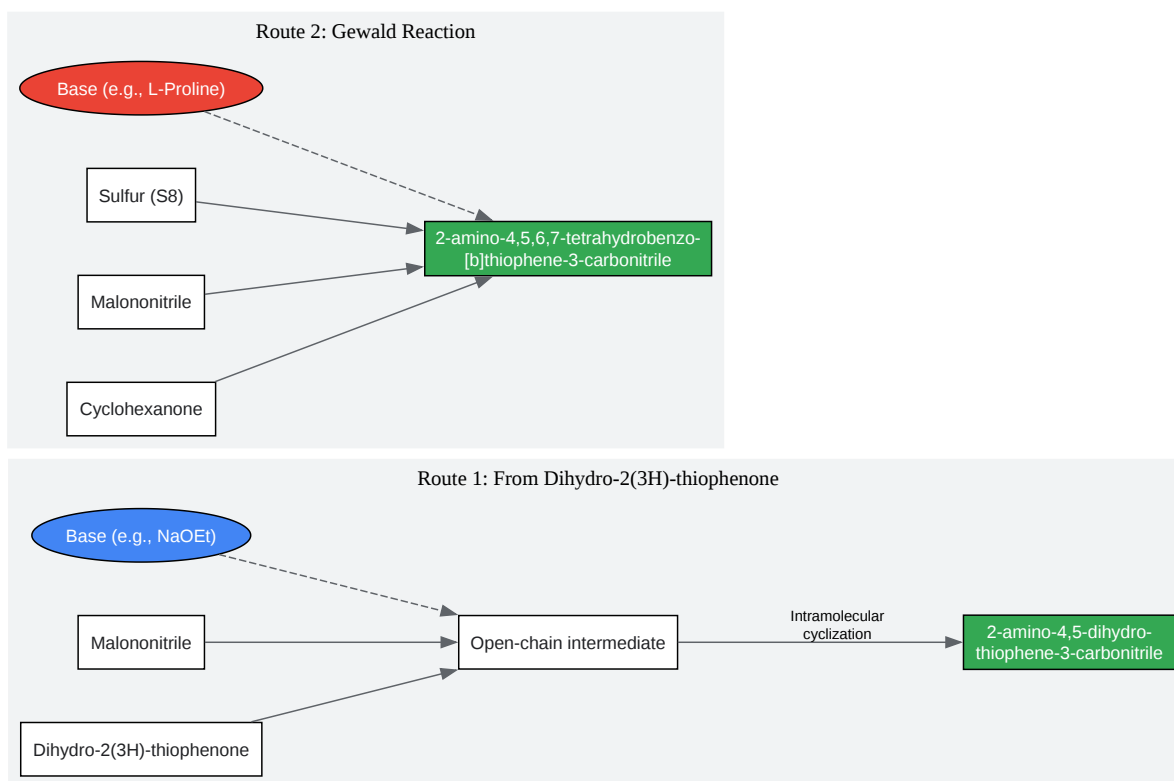 Route 2: Gewald Reaction
Base (e.g., L-Proline)
Sulfur (S8)
Malononitrile
Cyclohexanone
2-amino-4,5,6,7-tetrahydrobenzo-
[b]thiophene-3-carbonitrile
Route 1: From Dihydro-2(3H)-thiophenone
Base (e.g., NaOEt)
Malononitrile
Dihydro-2(3H)-thiophenone
Open-chain intermediate
Intramolecular
cyclization
2-amino-4,5-dihydro-
thiophene-3-carbonitrile